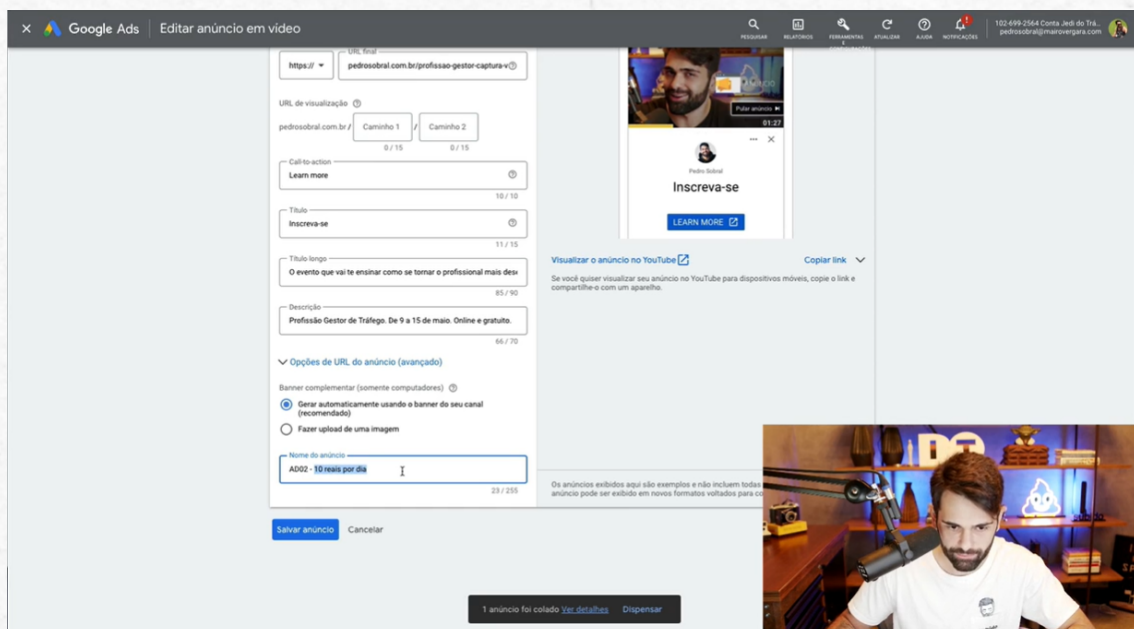 × Google Ads Editar anúncio em vídeo
PESQUISAR
RELATÓRIOS
FERRAMENTAS E
ATUALIZAR
AJUDA
NOTIFICAÇÕES
102-699-2564 Conta Jedi do Trá...
pedrosobral@mairovergara.com
URL final
https://
pedrosobral.com.br/profissao-gestor-captura-v
URL de visualização
pedrosobral.com.br / Caminho 1 / Caminho 2
0 / 15 0 / 15
Call-to-action
Learn more
10 / 10
Título
Inscreva-se
11 / 15
Título longo
O evento que vai te ensinar como se tornar o profissional mais des
85 / 90
Descrição
Profissão Gestor de Tráfego. De 9 a 15 de maio. Online e gratuito.
66 / 70
Opções de URL do anúncio (avançado)
Banner complementar (somente computadores)
Gerar automaticamente usando o banner do seu canal
(recomendado)
Fazer upload de uma imagem
Nome do anúncio
AD02 - 10 reais por dia
23 / 255
Salvar anúncio Cancelar
Pular anúncio
01:27
Pedro Sobral
Inscreva-se
LEARN MORE
Visualizar o anúncio no YouTube
Copiar link
Se você quiser visualizar seu anúncio no YouTube para dispositivos móveis, copie o link e
compartilhe-o com um aparelho.
Os anúncios exibidos aqui são exemplos e não incluem todas
anúncio pode ser exibido em novos formatos voltados para co
1 anúncio foi colado Ver detalhes Dispensar